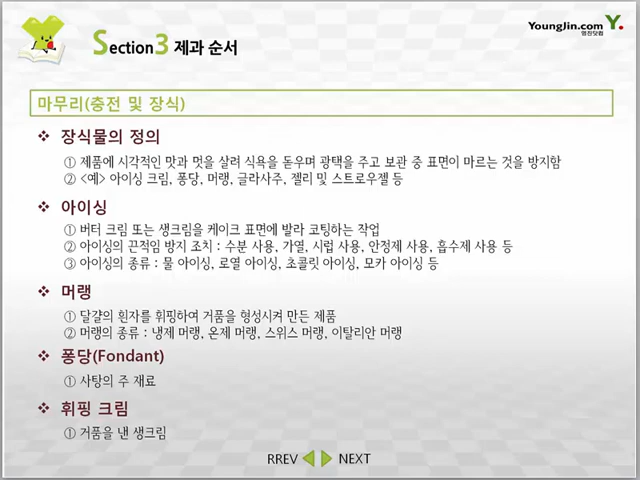 YoungJin.com Y.
영진닷컴
Section3 제과 순서
마무리(충전 및 장식)
❖ 장식물의 정의
① 제품에 시각적인 맛과 멋을 살려 식욕을 돋우며 광택을 주고 보관 중 표면이 마르는 것을 방지함
② <예> 아이싱 크림, 퐁당, 머랭, 글라사주, 젤리 및 스트로우젤 등
❖ 아이싱
① 버터 크림 또는 생크림을 케이크 표면에 발라 코팅하는 작업
② 아이싱의 끈적임 방지 조치 : 수분 사용, 가열, 시럽 사용, 안정제 사용, 흡수제 사용 등
③ 아이싱의 종류 : 물 아이싱, 로열 아이싱, 초콜릿 아이싱, 모카 아이싱 등
❖ 머랭
① 달걀의 흰자를 휘핑하여 거품을 형성시켜 만든 제품
② 머랭의 종류 : 냉제 머랭, 온제 머랭, 스위스 머랭, 이탈리안 머랭
❖ 퐁당(Fondant)
① 사탕의 주 재료
❖ 휘핑 크림
① 거품을 낸 생크림
RREV NEXT